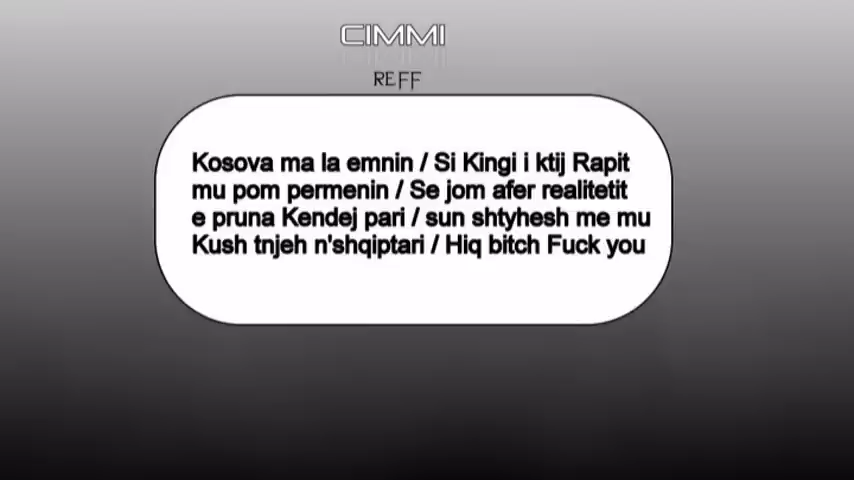 CIMMI
REFF
Kosova ma la emnin / Si Kingi i ktij Rapit
mu pom permenin / Se jom afer realitetit
e pruna Kendej pari / sun shtyhesh me mu
Kush tnjeh n'shqiptari / Hiq bitch Fuck you